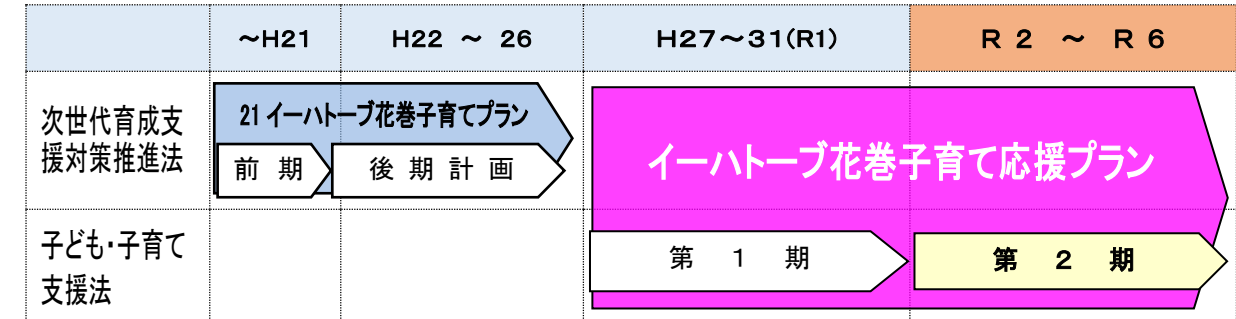 ～H21
H22 ～ 26
H27～31(R1)
R 2 ～ R 6
次世代育成支
援対策推進法
21 イーハトーブ花巻子育てプラン
前 期
後 期 計 画
イーハトーブ花巻子育て応援プラン
子ども・子育て
支援法
第 1 期
第 2 期